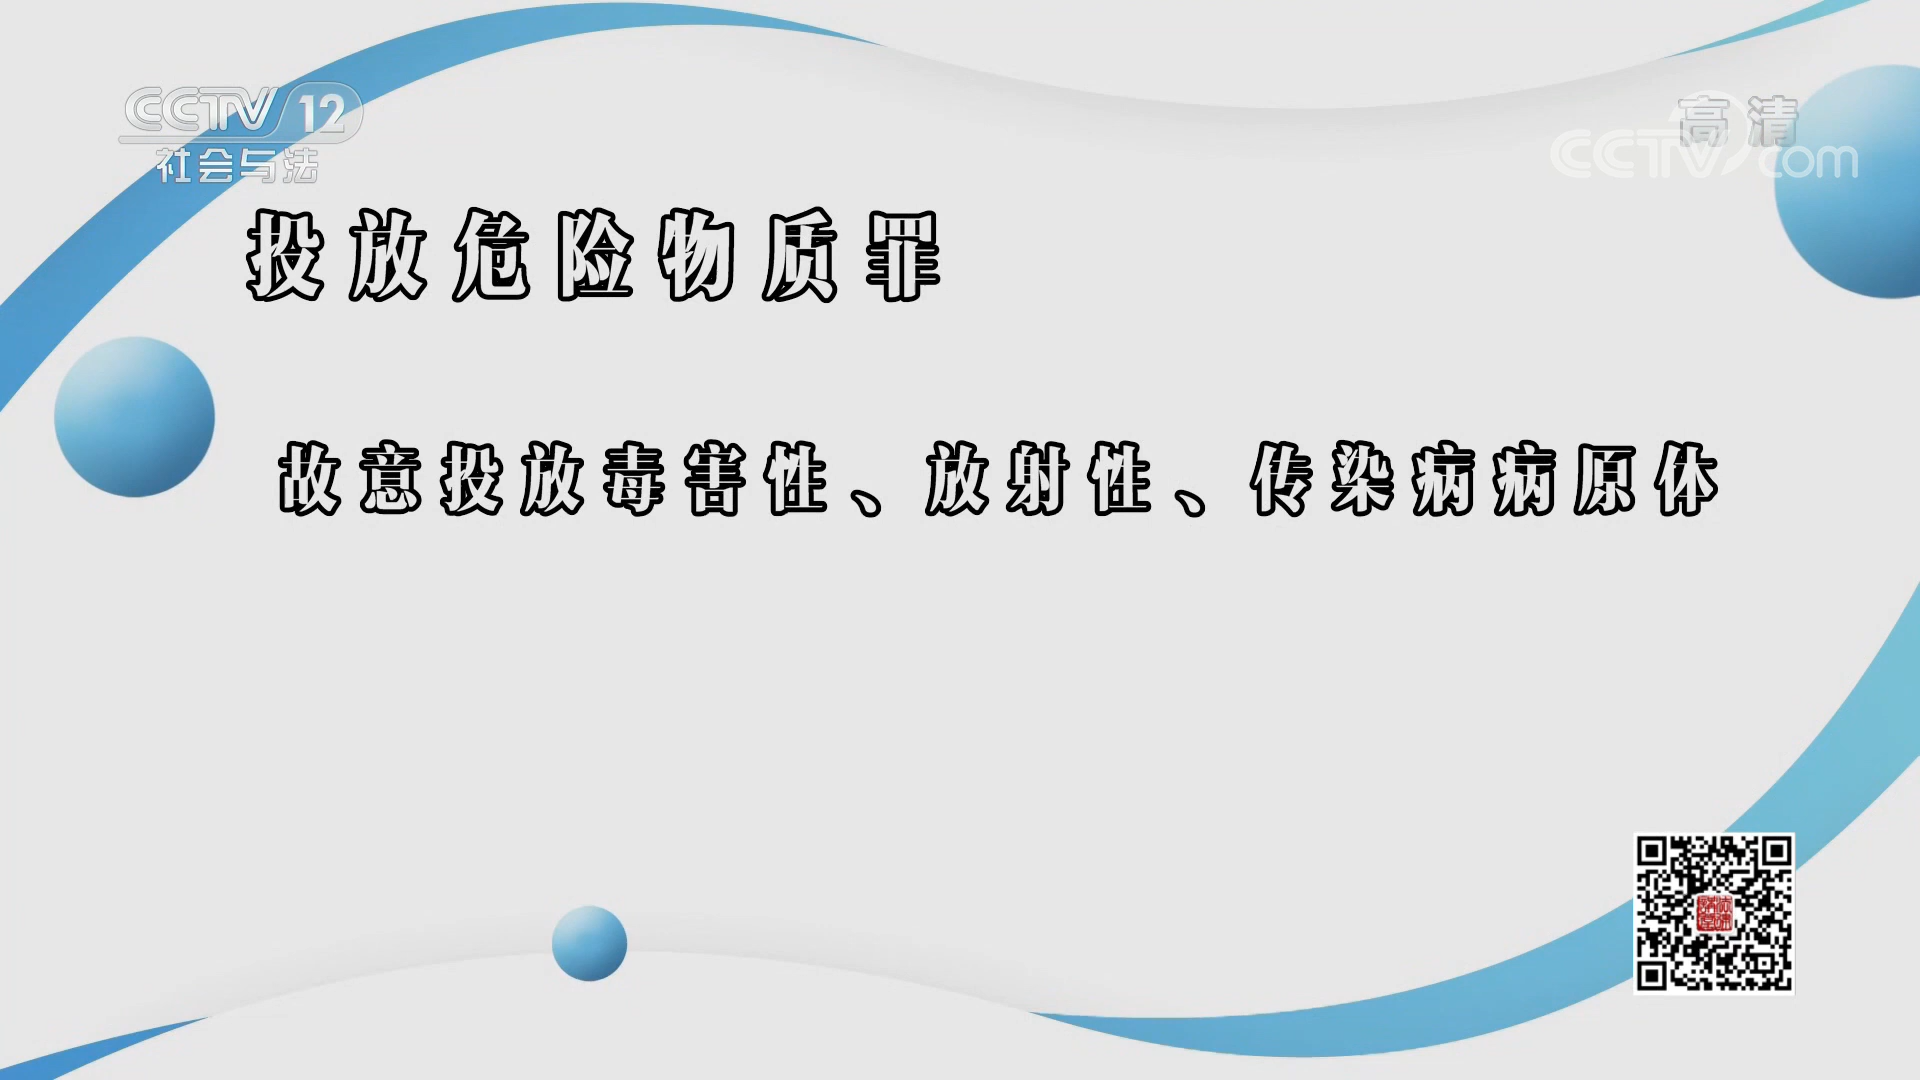 CCTV 12
社会与法
高清
CCTV.com
投放危险物质罪
故意投放毒害性、放射性、传染病病原体